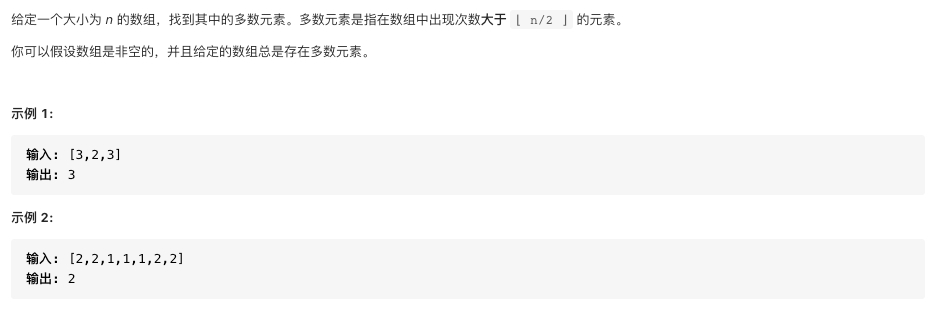 给定一个大小为 n 的数组，找到其中的多数元素。多数元素是指在数组中出现次数大于 ⌊ n/2 ⌋ 的元素。
你可以假设数组是非空的，并且给定的数组总是存在多数元素。
示例 1:
输入: [3,2,3]
输出: 3
示例 2:
输入: [2,2,1,1,1,2,2]
输出: 2